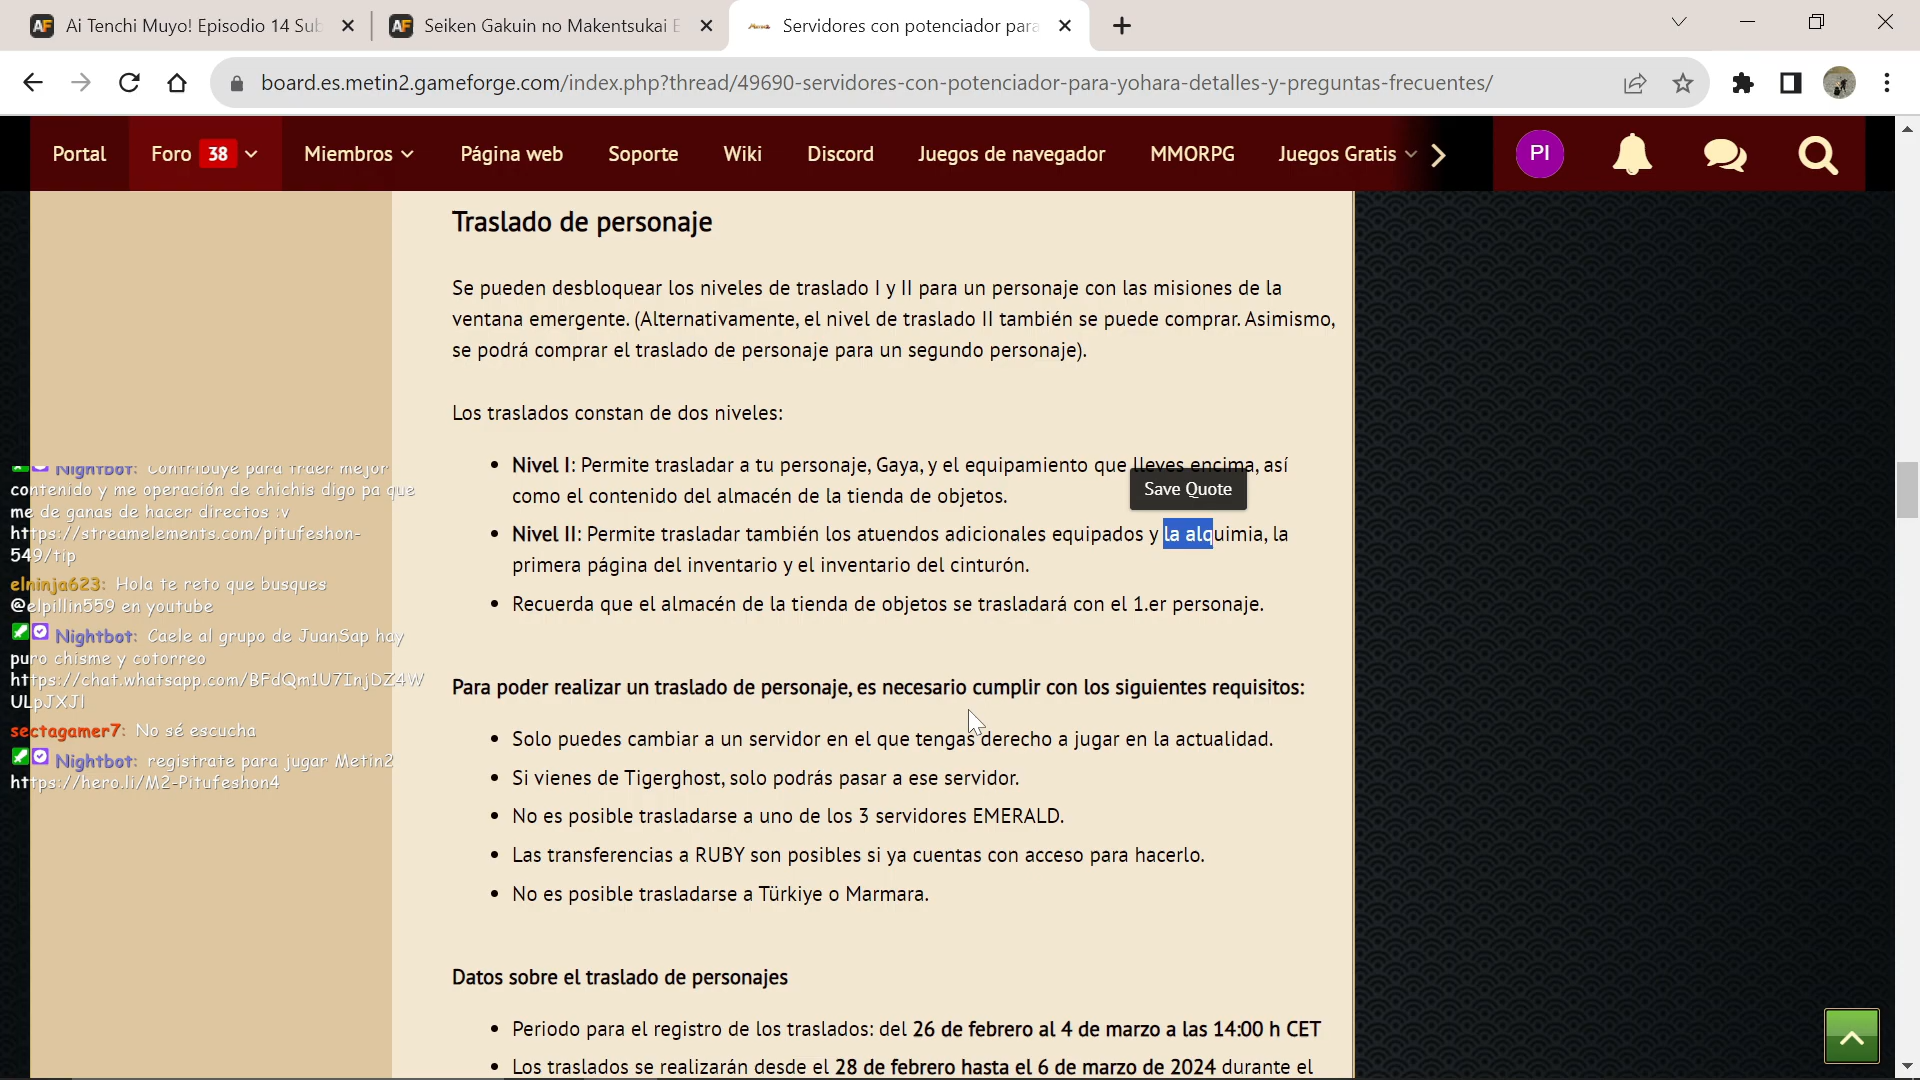 Ai Tenchi Muyo! Episodio 14 Sub
Seiken Gakuin no Makentsukai E
Servidores con potenciador para
board.es.metin2.gameforge.com/index.php?thread/49690-servidores-con-potenciador-para-yohara-detalles-y-preguntas-frecuentes/
Portal
Foro 38
Miembros
Página web
Soporte
Wiki
Discord
Juegos de navegador
MMORPG
Juegos Gratis
PI
Traslado de personaje
Se pueden desbloquear los niveles de traslado I y II para un personaje con las misiones de la
ventana emergente. (Alternativamente, el nivel de traslado II también se puede comprar. Asimismo,
se podrá comprar el traslado de personaje para un segundo personaje).
Los traslados constan de dos niveles:
• Nivel I: Permite trasladar a tu personaje, Gaya, y el equipamiento que lleves encima, así
como el contenido del almacén de la tienda de objetos.
Save Quote
• Nivel II: Permite trasladar también los atuendos adicionales equipados y la alquimia, la
primera página del inventario y el inventario del cinturón.
• Recuerda que el almacén de la tienda de objetos se trasladará con el 1.er personaje.
Para poder realizar un traslado de personaje, es necesario cumplir con los siguientes requisitos:
• Solo puedes cambiar a un servidor en el que tengas derecho a jugar en la actualidad.
• Si vienes de Tigerghost, solo podrás pasar a ese servidor.
• No es posible trasladarse a uno de los 3 servidores EMERALD.
• Las transferencias a RUBY son posibles si ya cuentas con acceso para hacerlo.
• No es posible trasladarse a Türkiye o Marmara.
Datos sobre el traslado de personajes
• Periodo para el registro de los traslados: del 26 de febrero al 4 de marzo a las 14:00 h CET
• Los traslados se realizarán desde el 28 de febrero hasta el 6 de marzo de 2024 durante el
Nightbot: Contribuye para traer mejor
contenido y me operación de chichis digo pa que
me de ganas de hacer directos :v
https://streamelements.com/pitufeshon-
549/tip
elninja623: Hola te reto que busques
@elpillin559 en youtube
Nightbot: Caele al grupo de JuanSap hay
puro chisme y cotorreo
https://chat.whatsapp.com/BFdQm1U7InjDZ4W
ULpJXJl
sectagamer7: No sé escucha
Nightbot: registrate para jugar Metin2
https://hero.li/M2-Pitufeshon4